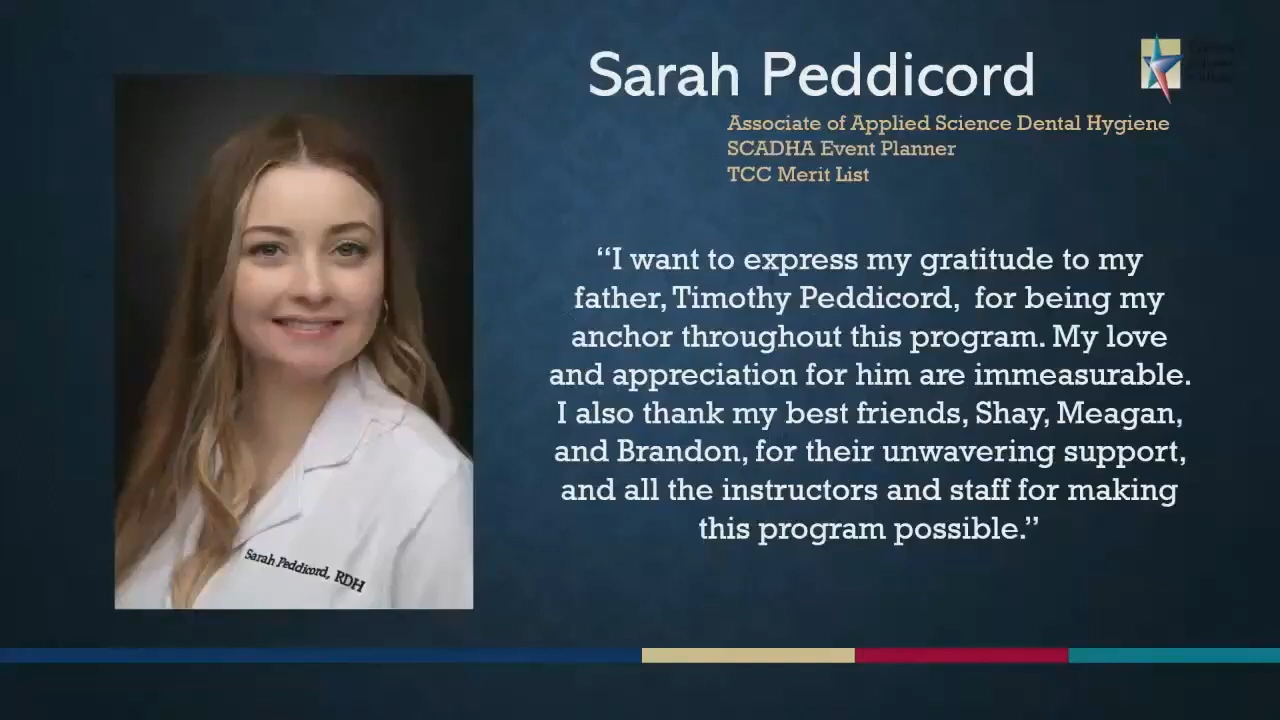 Sarah Peddicord
Associate of Applied Science Dental Hygiene
SCADHA Event Planner
TCC Merit List
“I want to express my gratitude to my
father, Timothy Peddicord,  for being my
anchor throughout this program. My love
and appreciation for him are immeasurable.
I also thank my best friends, Shay, Meagan,
and Brandon, for their unwavering support,
and all the instructors and staff for making
this program possible.”
Sarah Peddicord, RDH